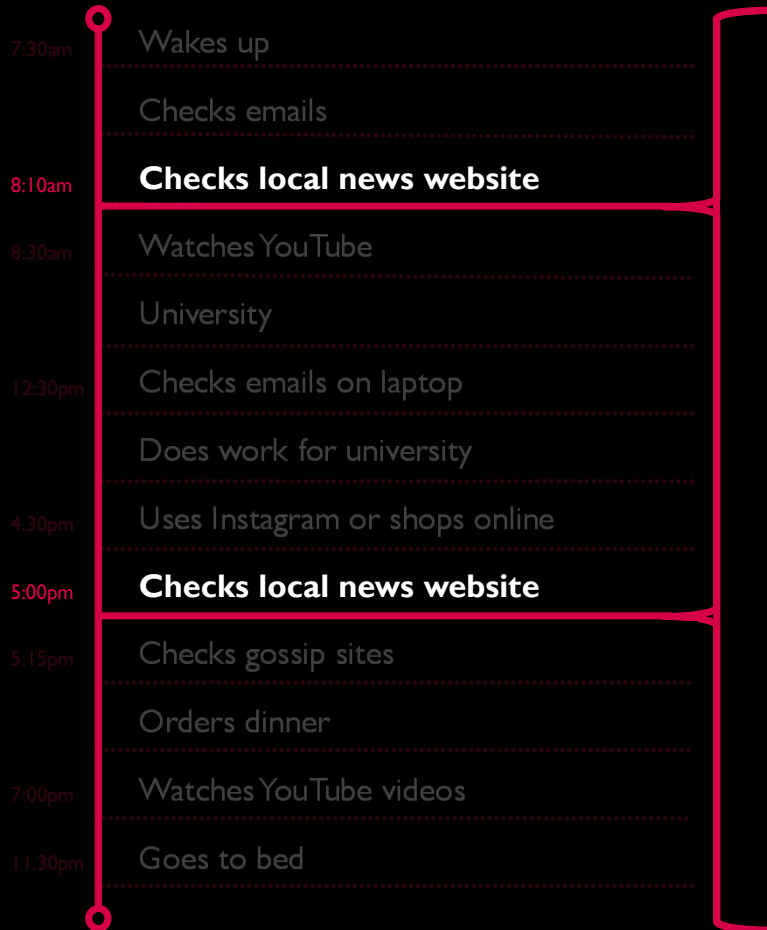 7:30am Wakes up
Checks emails
8:10am Checks local news website
8:30am Watches YouTube
University
12:30pm Checks emails on laptop
Does work for university
4.30pm Uses Instagram or shops online
5:00pm Checks local news website
5:15pm Checks gossip sites
Orders dinner
7:00pm Watches YouTube videos
11.30pm Goes to bed